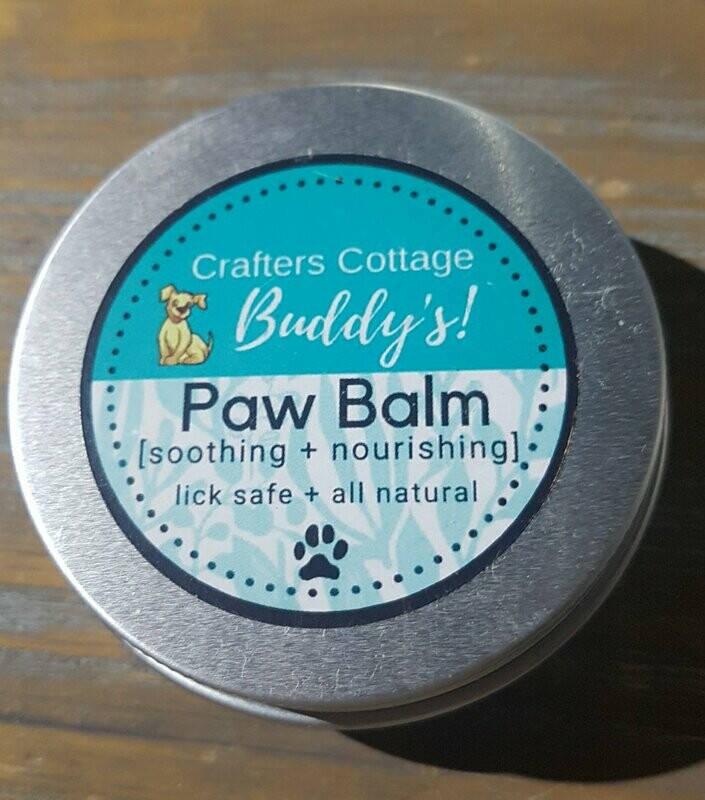 Crafters Cottage
Buddy's!
Paw Balm
[soothing + nourishing]
lick safe + all natural